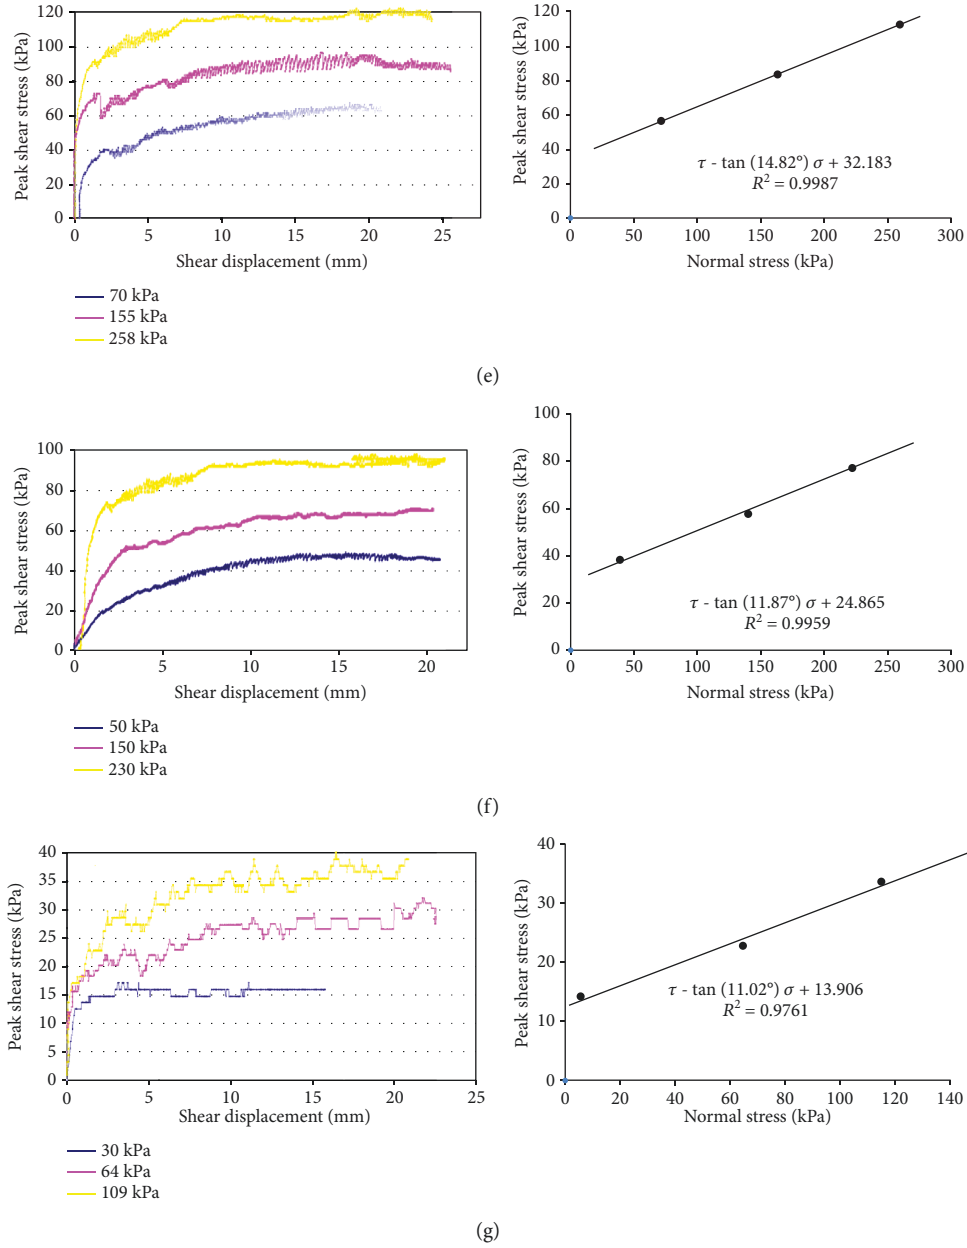 120
100
80
60
40
20
0
Peak shear stress (kPa)
0 5 10 15 20 25
Shear displacement (mm)
70 kPa
155 kPa
258 kPa
120
100
80
60
40
20
0
Peak shear stress (kPa)
τ - tan (14.82°) σ + 32.183
R² = 0.9987
0 50 100 150 200 250 300
Normal stress (kPa)
(e)
100
80
60
40
20
0
Peak shear stress (kPa)
0 5 10 15 20
Shear displacement (mm)
50 kPa
150 kPa
230 kPa
100
80
60
40
20
0
Peak shear stress (kPa)
τ - tan (11.87°) σ + 24.865
R² = 0.9959
0 50 100 150 200 250 300
Normal stress (kPa)
(f)
40
35
30
25
20
15
10
5
0
Peak shear stress (kPa)
0 5 10 15 20 25
Shear displacement (mm)
30 kPa
64 kPa
109 kPa
40
30
20
10
0
Peak shear stress (kPa)
τ - tan (11.02°) σ + 13.906
R² = 0.9761
0 20 40 60 80 100 120 140
Normal stress (kPa)
(g)